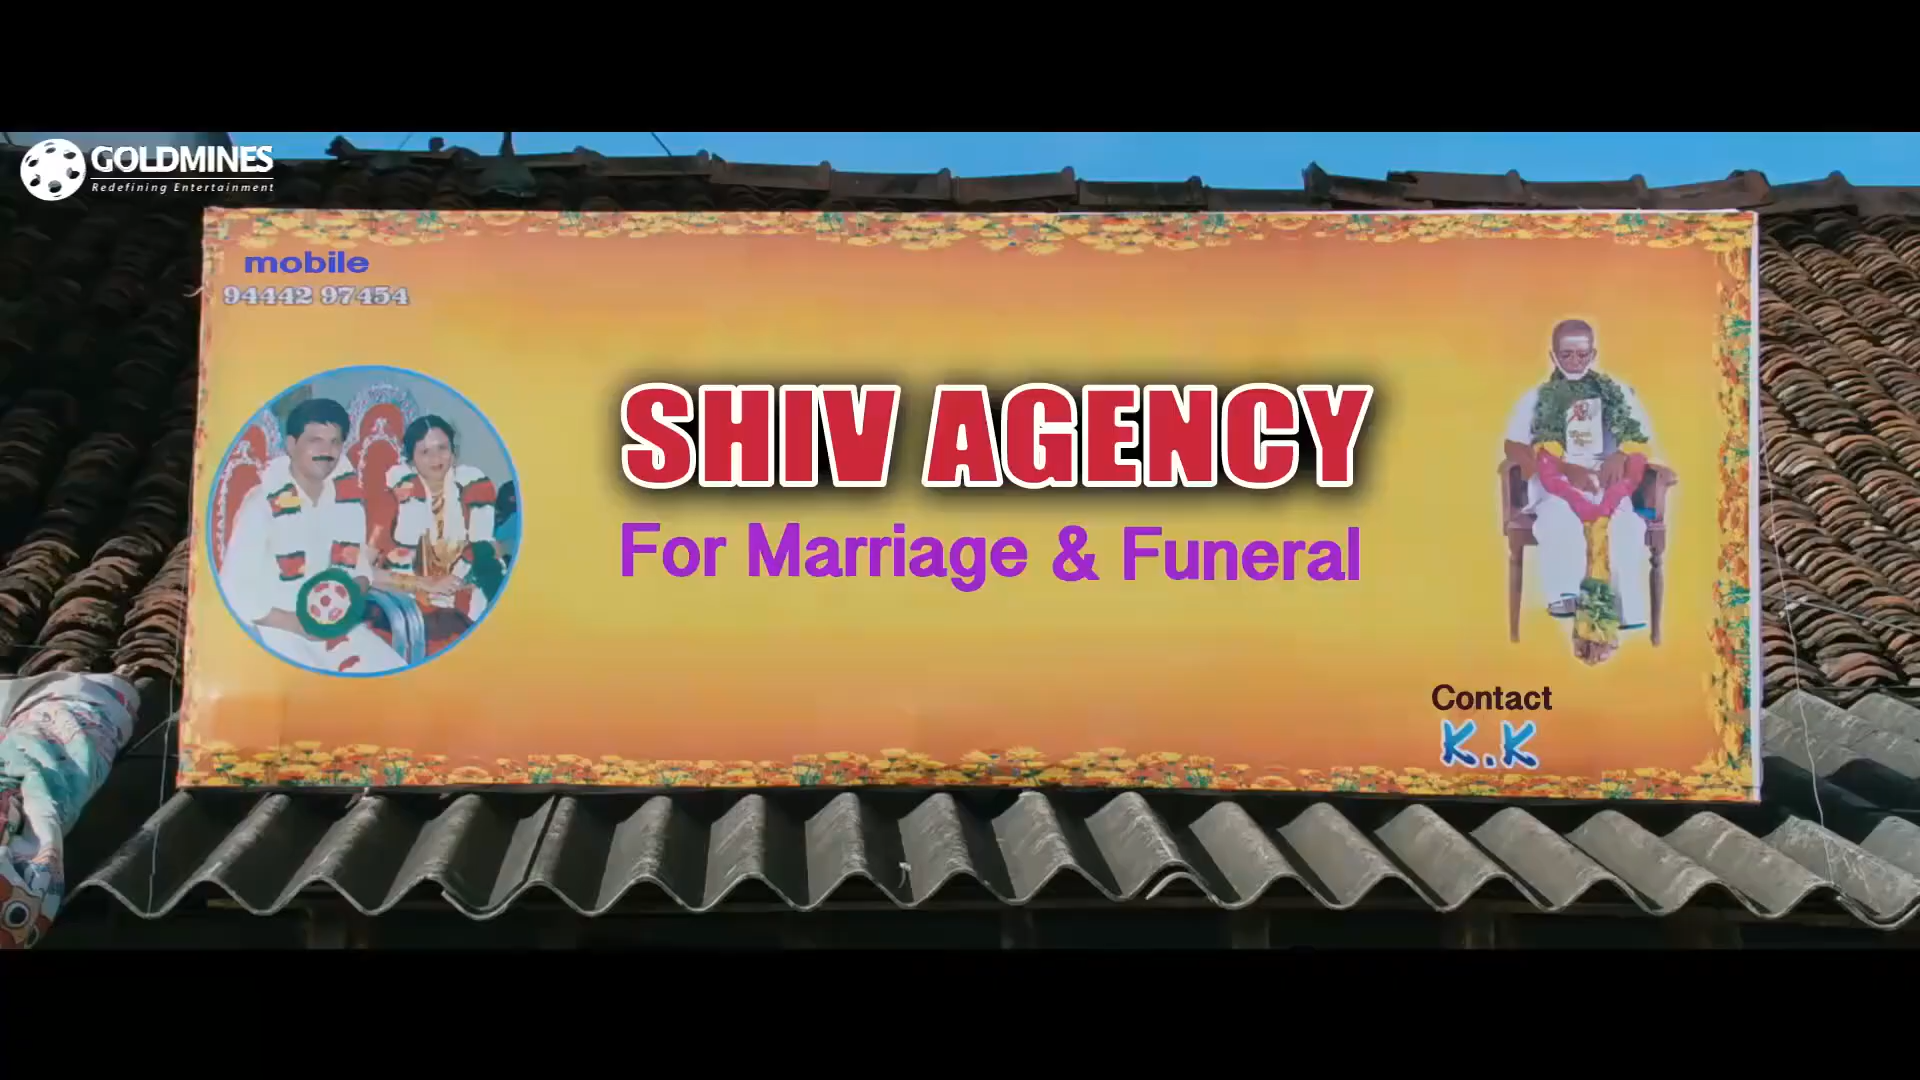 GOLDMINES
Redefining Entertainment
mobile
94442 97454
SHIV AGENCY
For Marriage & Funeral
Contact
K.K